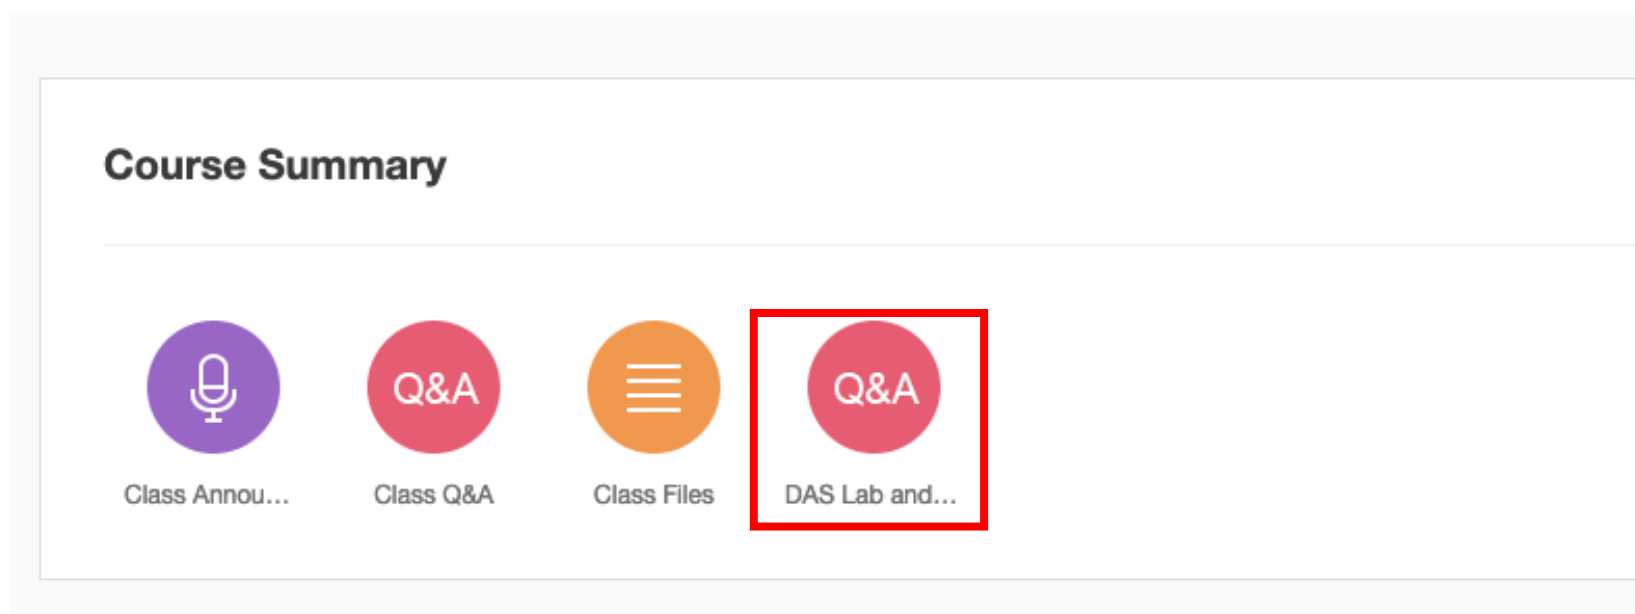 Course Summary
Q&A
Q&A
Class Annou...
Class Q&A
Class Files
DAS Lab and...